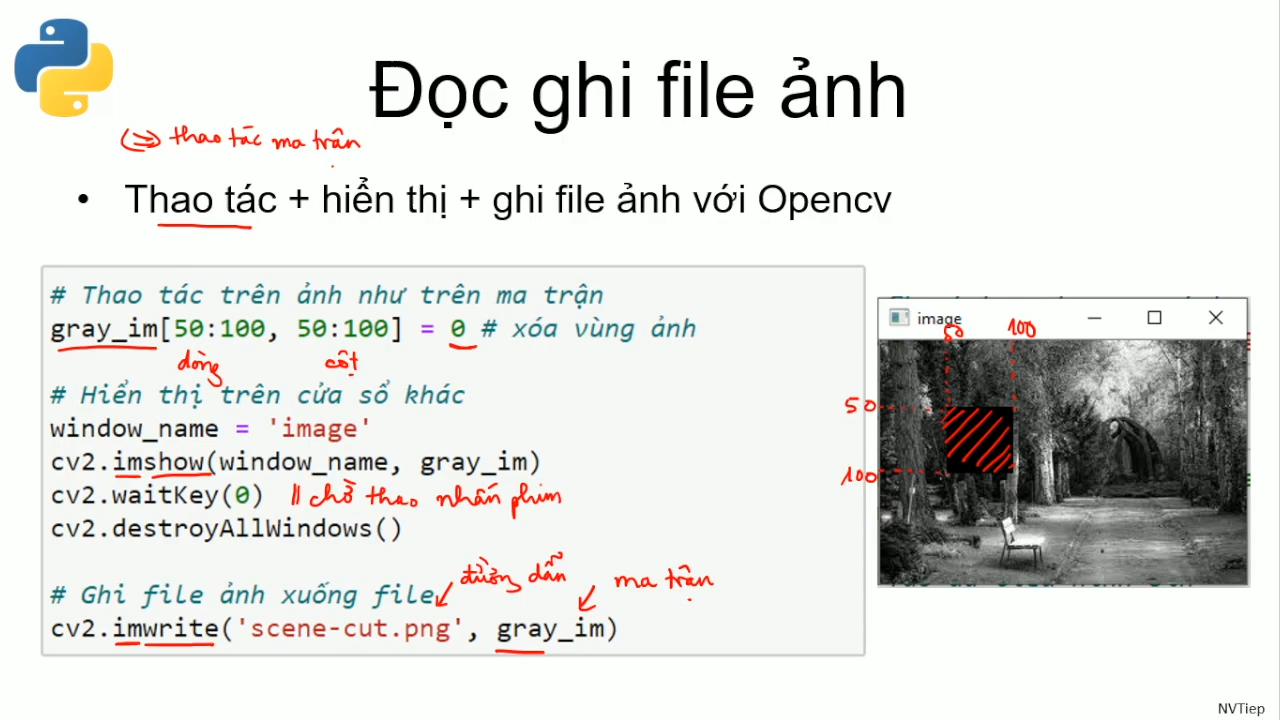 Đọc ghi file ảnh
(=> thao tác ma trận
• Thao tác + hiển thị + ghi file ảnh với Opencv
# Thao tác trên ảnh như trên ma trận
gray_im[50:100, 50:100] = 0 # xóa vùng ảnh
dòng cột
# Hiển thị trên cửa sổ khác
window_name = 'image'
cv2.imshow(window_name, gray_im)
cv2.waitKey(0) // chờ thao nhấn phím
cv2.destroyAllWindows()
đường dẫn ma trận
# Ghi file ảnh xuống file
cv2.imwrite('scene-cut.png', gray_im)
image
50 100
50
100
NVTiep